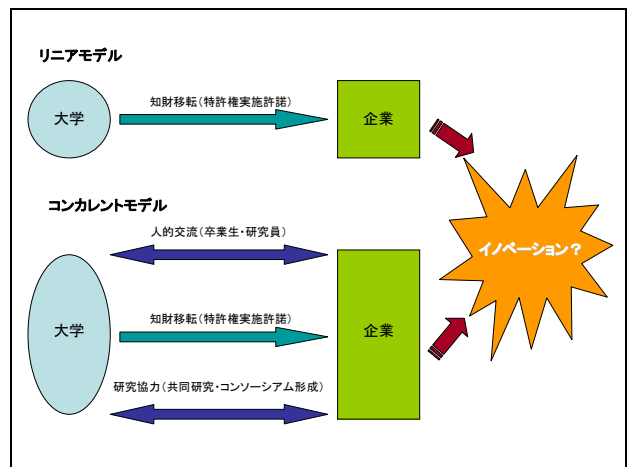 リニアモデル
知財移転(特許権実施許諾)
大学
企業
コンカレントモデル
人的交流(卒業生・研究員)
イノベーション?
知財移転(特許権実施許諾)
大学
企業
研究協力(共同研究・コンソーシアム形成)